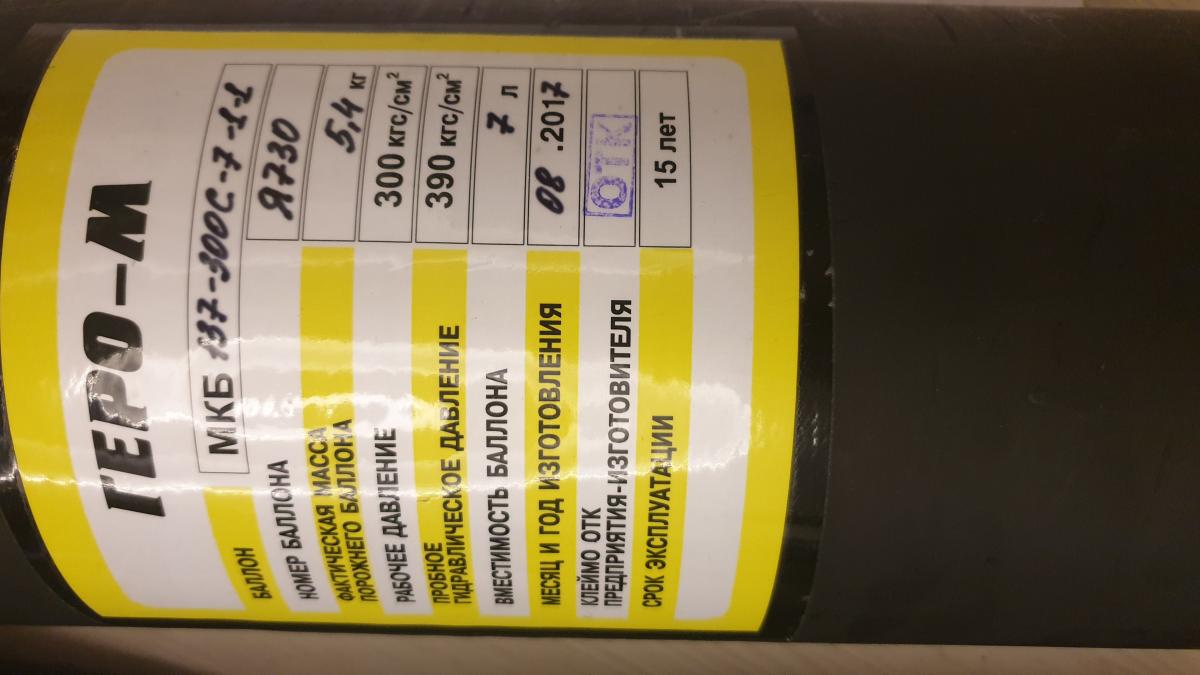 ГЕРО-М
БАЛЛОН МКБ 137-300С-7-1-1
НОМЕР БАЛЛОНА Я730
ФАКТИЧЕСКАЯ МАССА
ПОРОЖНЕГО БАЛЛОНА 5,4 кг
РАБОЧЕЕ ДАВЛЕНИЕ 300 кгс/см²
ПРОБНОЕ
ГИДРАВЛИЧЕСКОЕ ДАВЛЕНИЕ 390 кгс/см²
ВМЕСТИМОСТЬ БАЛЛОНА 7 л
МЕСЯЦ И ГОД ИЗГОТОВЛЕНИЯ 08.2017
КЛЕЙМО ОТК
ПРЕДПРИЯТИЯ-ИЗГОТОВИТЕЛЯ ОТК
СРОК ЭКСПЛУАТАЦИИ 15 лет